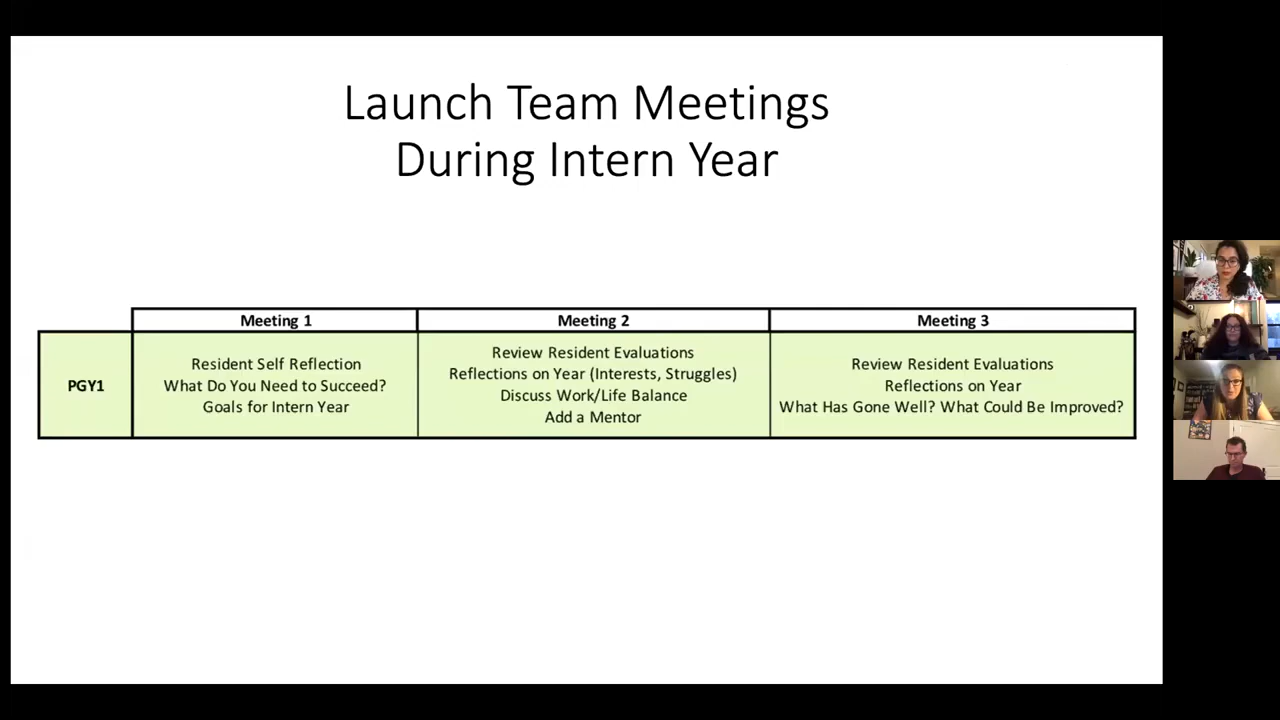 Launch Team Meetings
During Intern Year
Meeting 1
Meeting 2
Meeting 3
PGY1
Resident Self Reflection
What Do You Need to Succeed?
Goals for Intern Year
Review Resident Evaluations
Reflections on Year (Interests, Struggles)
Discuss Work/Life Balance
Add a Mentor
Review Resident Evaluations
Reflections on Year
What Has Gone Well? What Could Be Improved?